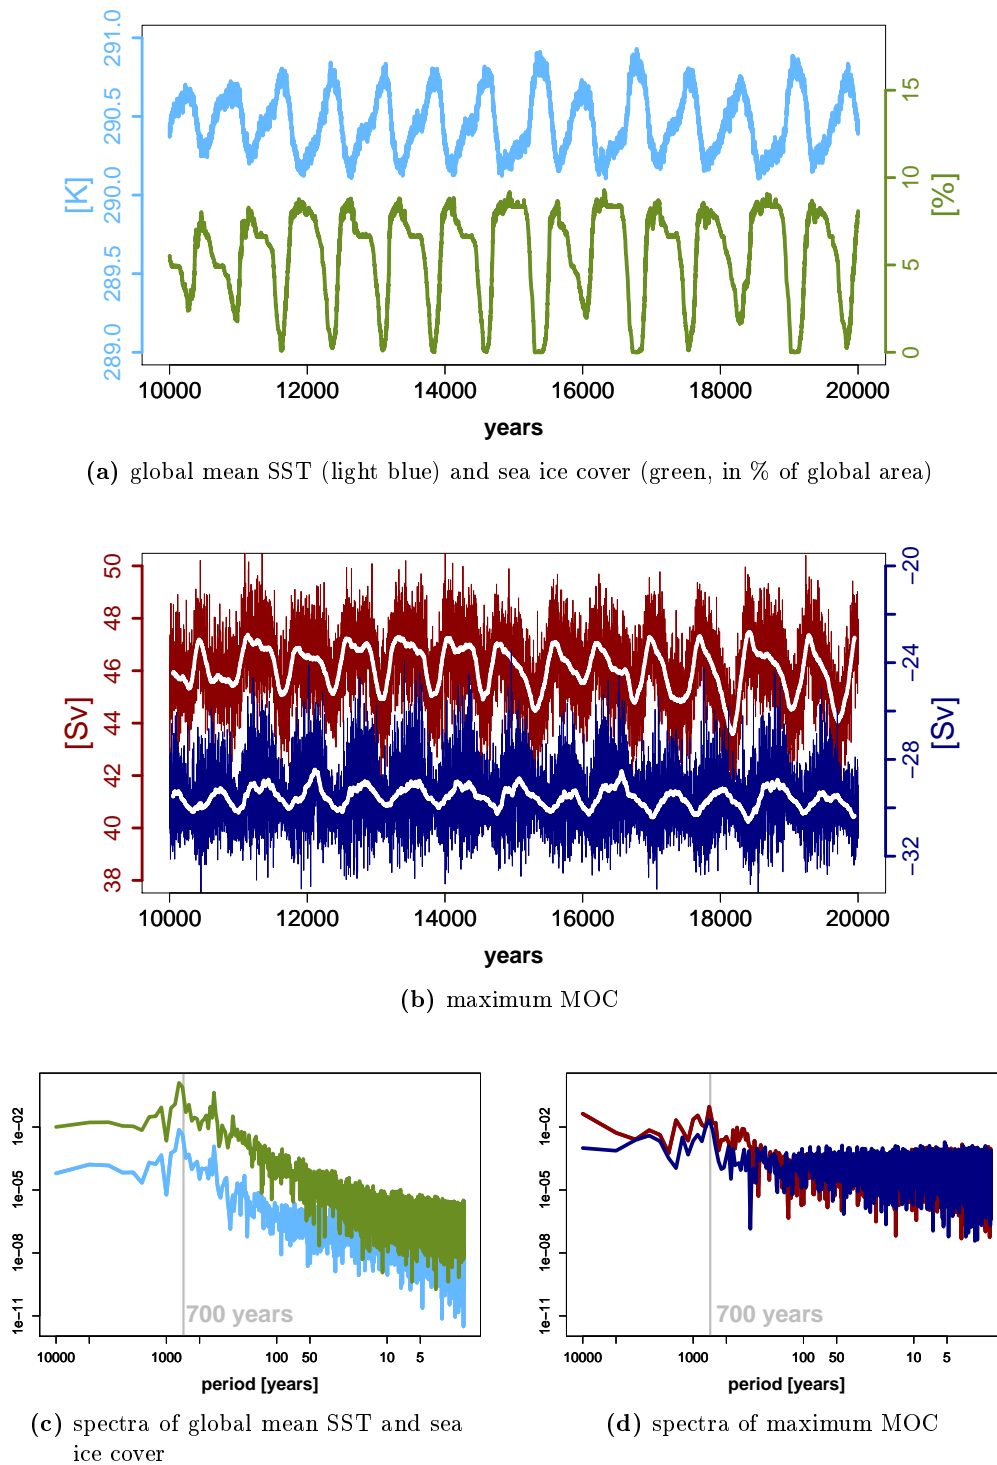 291.0
290.5
290.0
289.5
289.0
[K]
15
10
5
0
[%]
10000 12000 14000 16000 18000 20000
years
(a) global mean SST (light blue) and sea ice cover (green, in % of global area)
50
48
46
44
42
40
38
[Sv]
−20
−24
−28
−32
[Sv]
10000 12000 14000 16000 18000 20000
years
(b) maximum MOC
1e−02
1e−05
1e−08
1e−11
700 years
10000 1000 100 50 10 5
period [years]
(c) spectra of global mean SST and sea
ice cover
1e−02
1e−05
1e−08
1e−11
700 years
10000 1000 100 50 10 5
period [years]
(d) spectra of maximum MOC